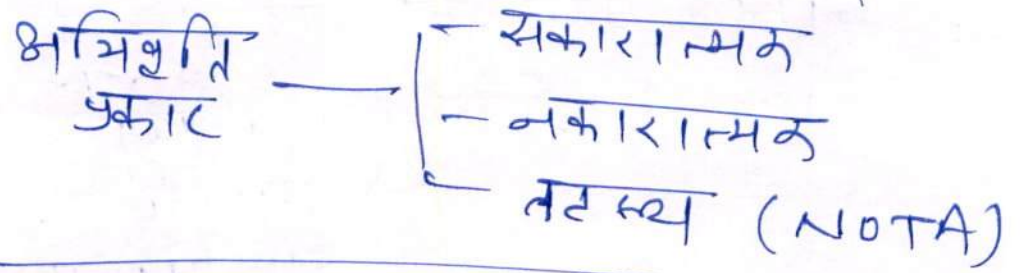 अभिवृति
प्रकार
- सकारात्मक
- नकारात्मक
- तटस्थ (NOTA)